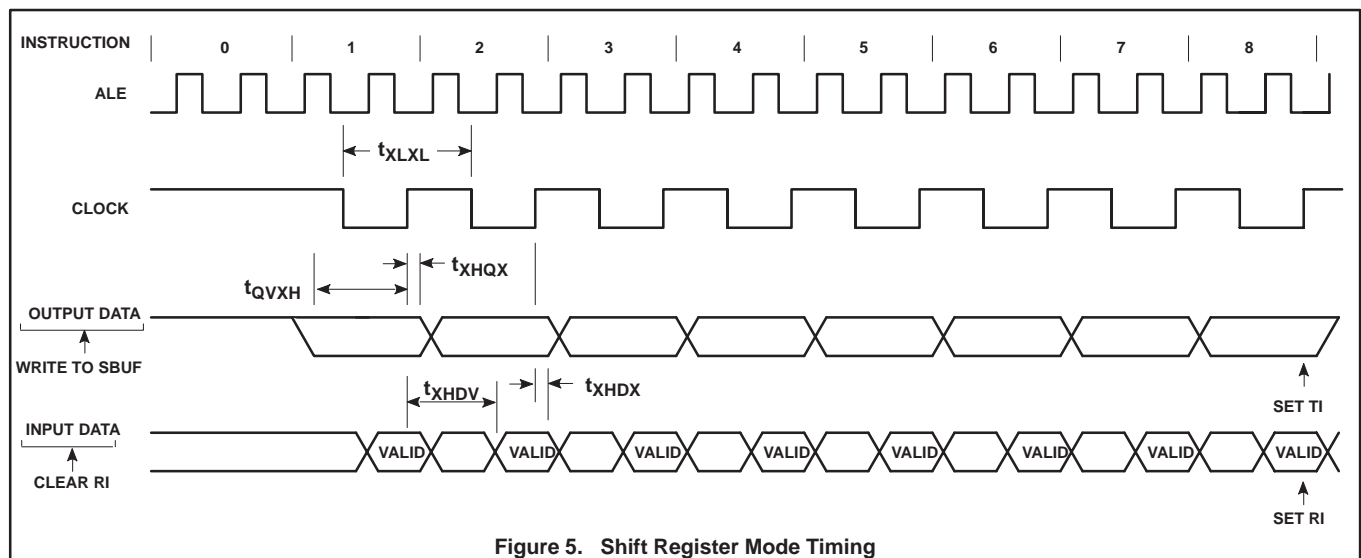 INSTRUCTION 0 1 2 3 4 5 6 7 8
ALE
tXLXL
CLOCK
tXHQX
tQVXH
OUTPUT DATA
WRITE TO SBUF
tXHDV
tXHDX
SET TI
INPUT DATA
VALID VALID VALID VALID VALID VALID VALID VALID
CLEAR RI
SET RI
Figure 5. Shift Register Mode Timing